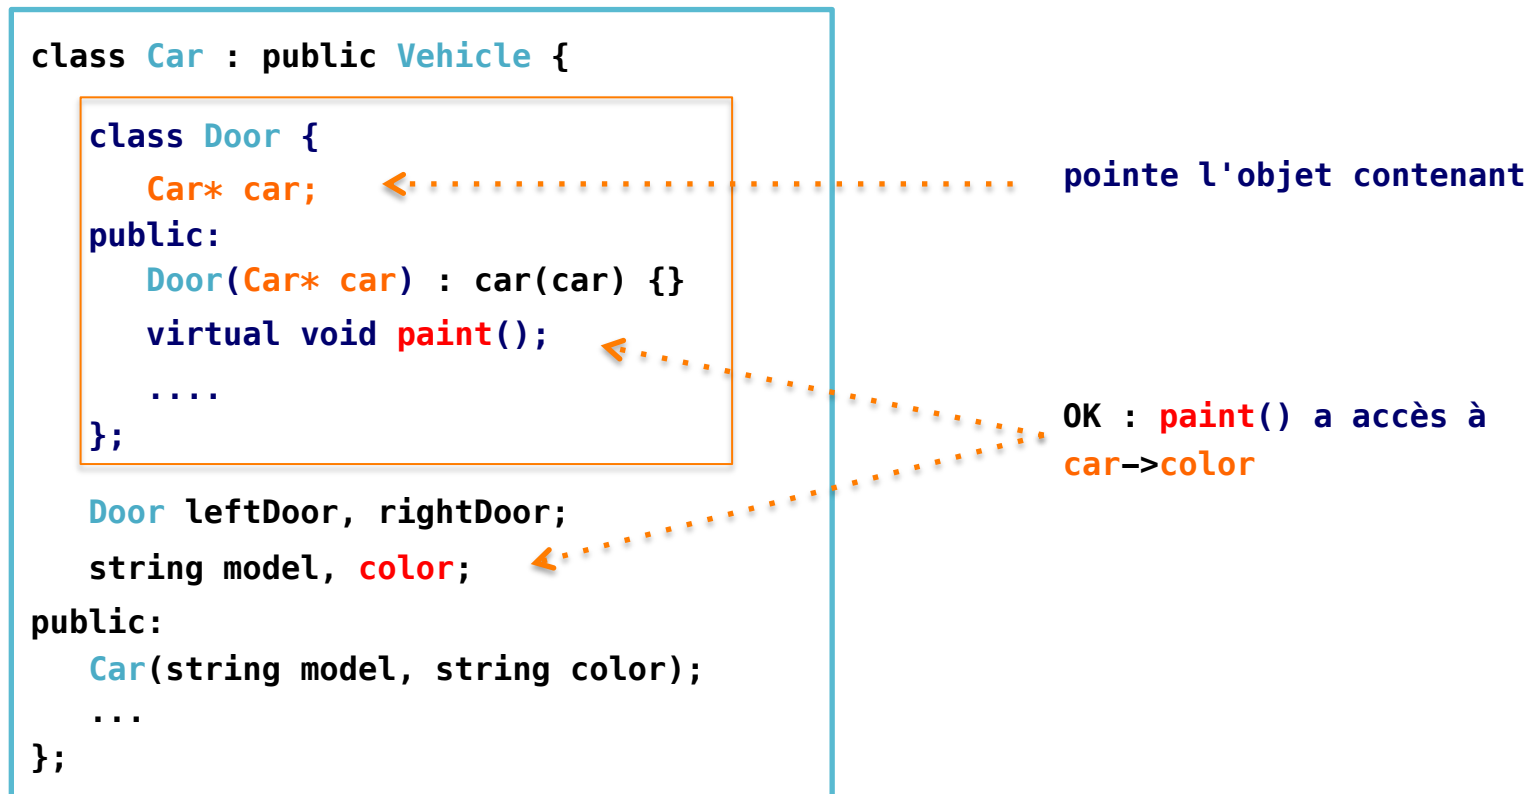 class Car : public Vehicle {
class Door {
Car* car;
pointe l'objet contenant
public:
Door(Car* car) : car(car) {}
virtual void paint();
....
OK : paint() a accès à
car->color
};
Door leftDoor, rightDoor;
string model, color;
public:
Car(string model, string color);
...
};